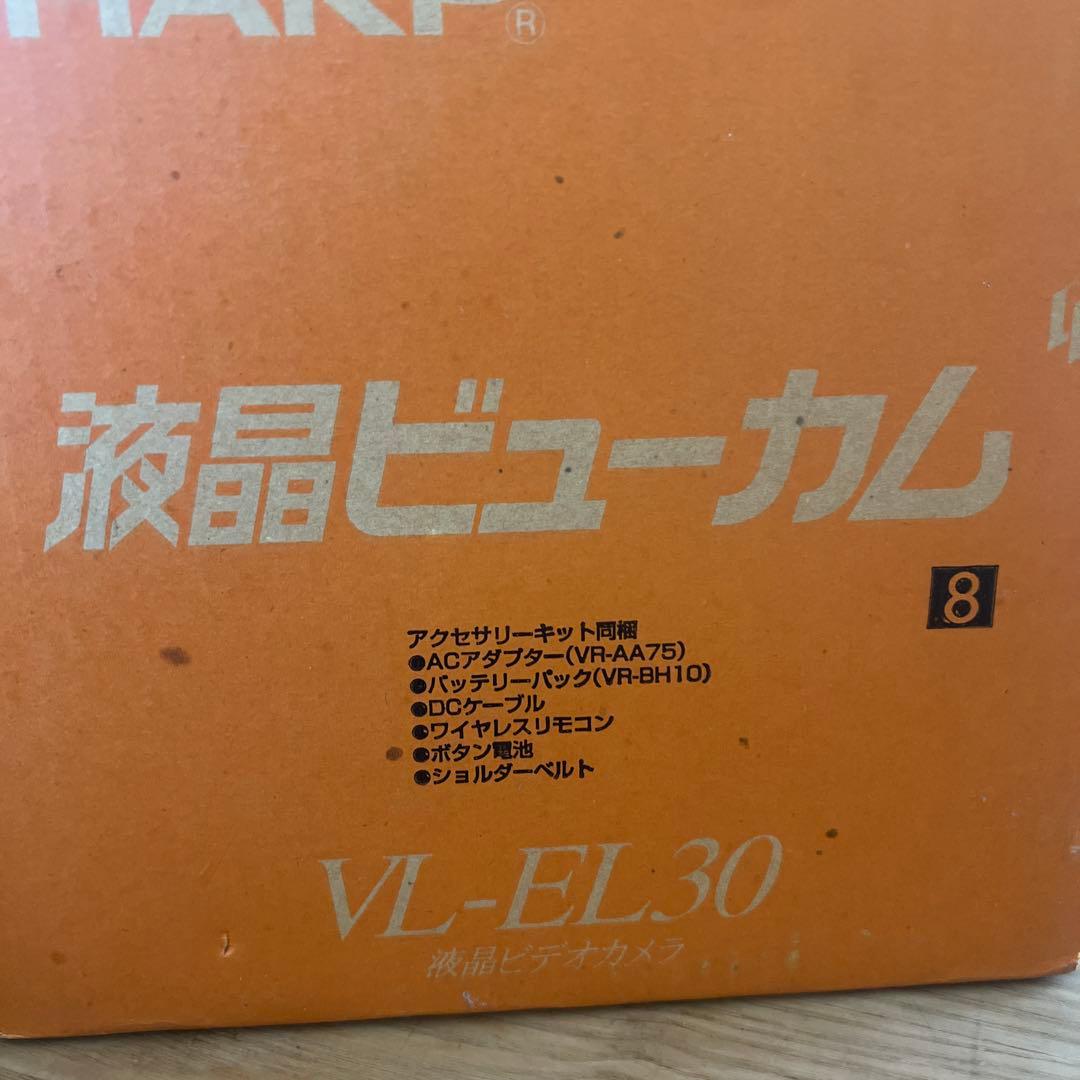 HARP®
液晶ビューカム
8
アクセサリーキット同梱
●ACアダプター(VR-AA75)
●バッテリーパック(VR-BH10)
●DCケーブル
●ワイヤレスリモコン
●ボタン電池
●ショルダーベルト
VL-EL30
液晶ビデオカメラ